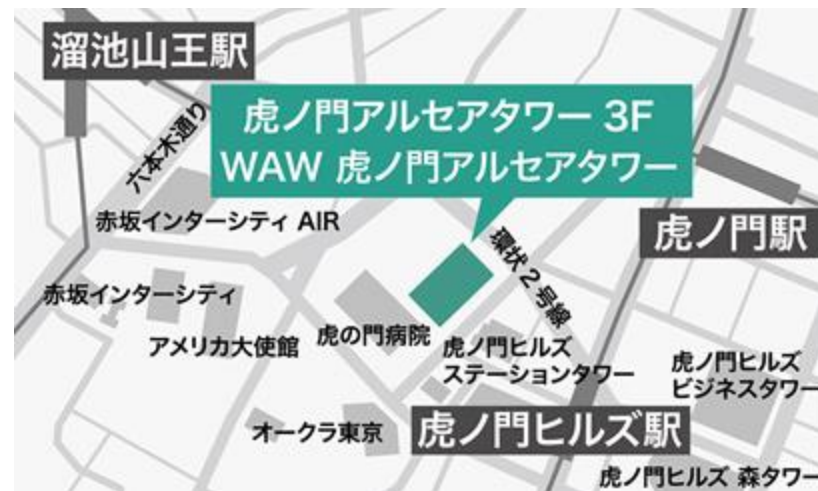 溜池山王駅
虎ノ門アルセアタワー 3F
WAW 虎ノ門アルセアタワー
六本木通り
赤坂インターシティ AIR
虎ノ門駅
環状2号線
赤坂インターシティ
アメリカ大使館
虎の門病院
虎ノ門ヒルズ
ステーションタワー
虎ノ門ヒルズ
ビジネスタワー
オークラ東京
虎ノ門ヒルズ駅
虎ノ門ヒルズ 森タワー